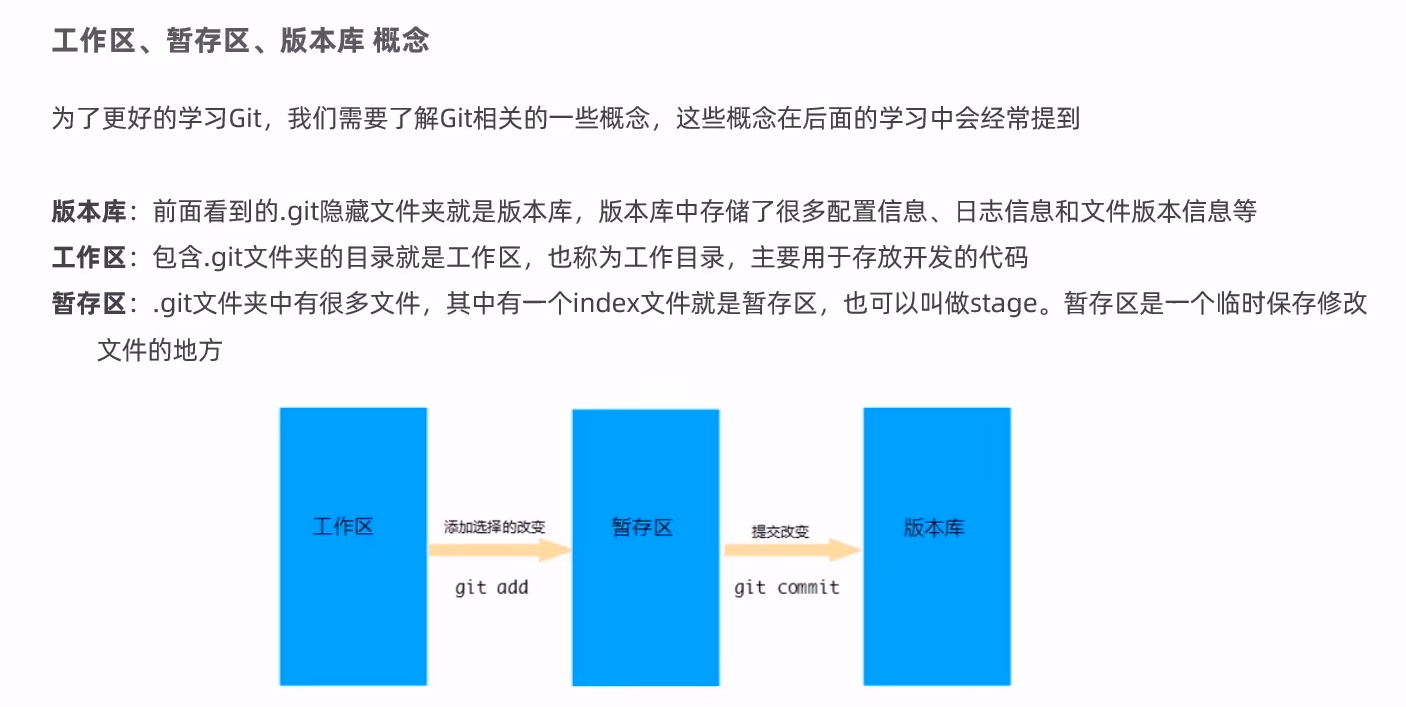 工作区、暂存区、版本库 概念
为了更好的学习Git，我们需要了解Git相关的一些概念，这些概念在后面的学习中会经常提到
版本库：前面看到的.git隐藏文件夹就是版本库，版本库中存储了很多配置信息、日志信息和文件版本信息等
工作区：包含.git文件夹的目录就是工作区，也称为工作目录，主要用于存放开发的代码
暂存区：.git文件夹中有很多文件，其中有一个index文件就是暂存区，也可以叫做stage。暂存区是一个临时保存修改
文件的地方
工作区
添加选择的改变
git add
暂存区
提交改变
git commit
版本库